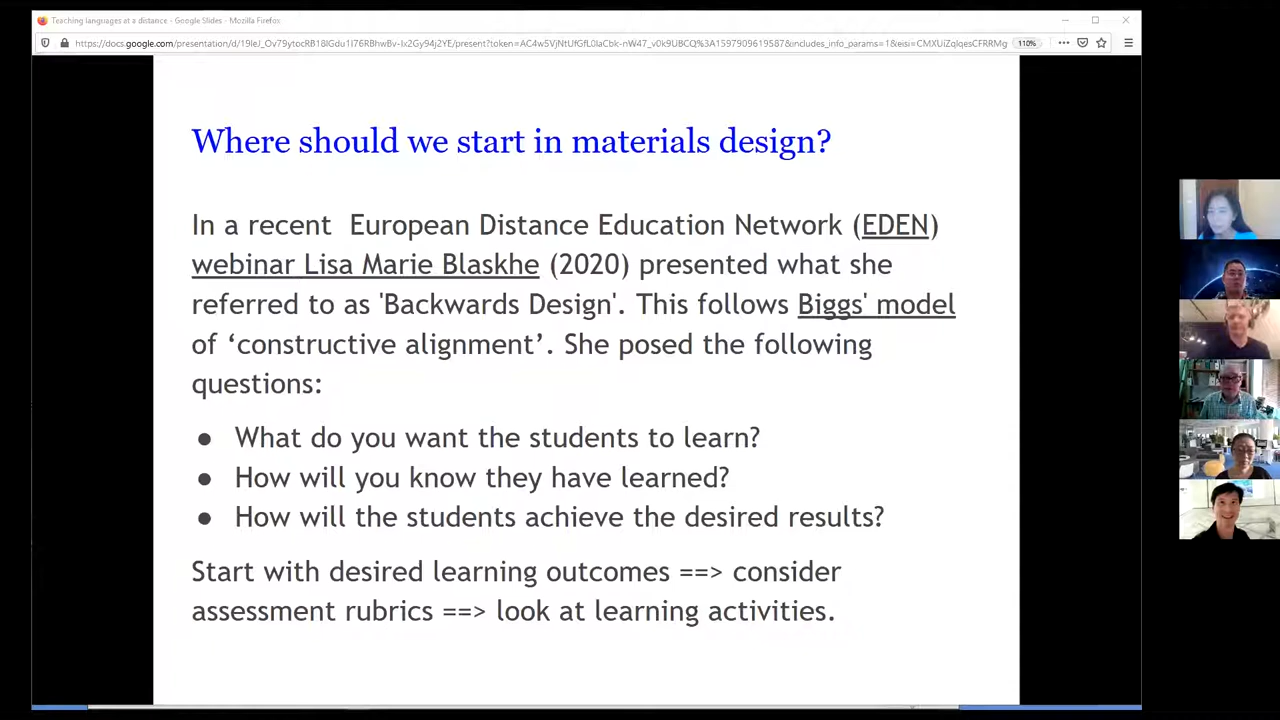 Teaching languages at a distance - Google Slides - Mozilla Firefox
110%
Where should we start in materials design?
In a recent European Distance Education Network (EDEN)
webinar Lisa Marie Blaskhe (2020) presented what she
referred to as 'Backwards Design'. This follows Biggs' model
of ‘constructive alignment’. She posed the following
questions:
● What do you want the students to learn?
● How will you know they have learned?
● How will the students achieve the desired results?
Start with desired learning outcomes ==> consider
assessment rubrics ==> look at learning activities.